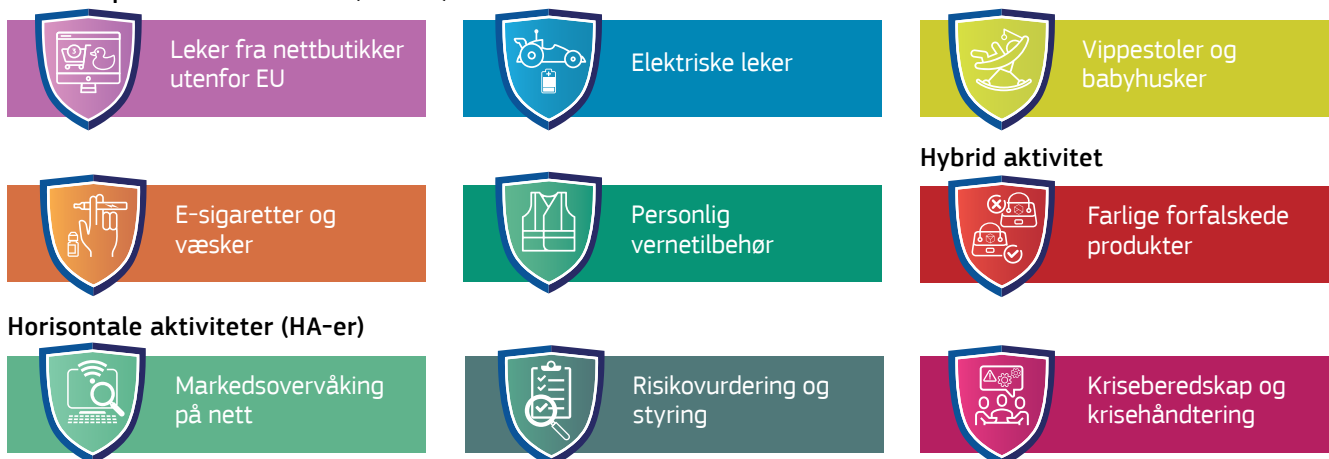 Leker fra nettbutikker
utenfor EU
Elektriske leker
Vippestoler og
babyhusker
E-sigaretter og
væsker
Personlig
vernetilbehør
Hybrid aktivitet
Farlige forfalskede
produkter
Horisontale aktiviteter (HA-er)
Markedsovervåking
på nett
Risikovurdering og
styring
Kriseberedskap og
krisehåndtering